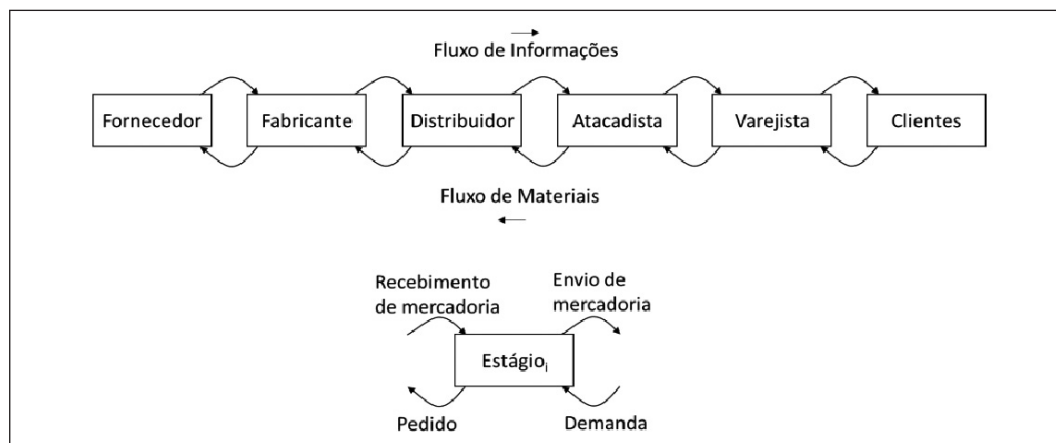 Fluxo de Informações
Fornecedor Fabricante Distribuidor Atacadista Varejista Clientes
Fluxo de Materiais
Recebimento de mercadoria
Envio de mercadoria
Estágioi
Pedido
Demanda